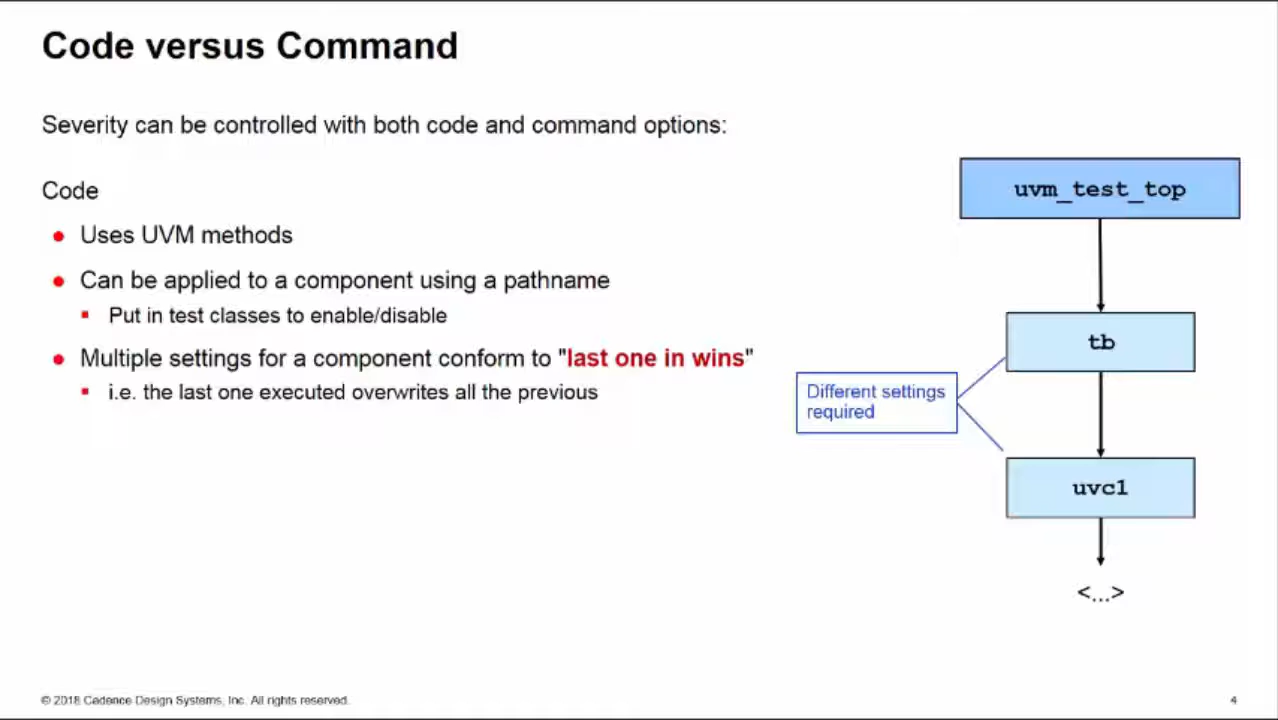 Code versus Command
Severity can be controlled with both code and command options:
Code
Uses UVM methods
Can be applied to a component using a pathname
Put in test classes to enable/disable
Multiple settings for a component conform to "last one in wins"
i.e. the last one executed overwrites all the previous
uvm_test_top
tb
Different settings
required
uvc1
<...>
© 2018 Cadence Design Systems, Inc. All rights reserved.
4